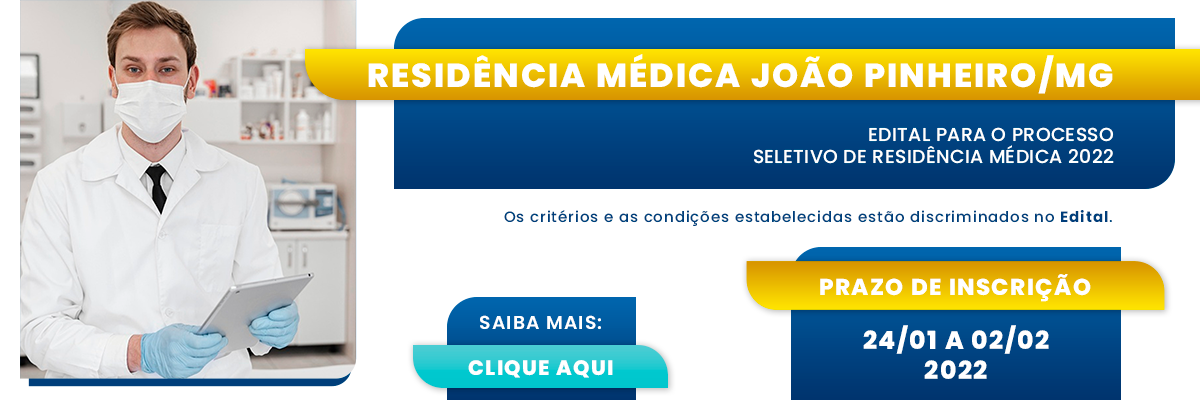 RESIDÊNCIA MÉDICA JOÃO PINHEIRO/MG
EDITAL PARA O PROCESSO
SELETIVO DE RESIDÊNCIA MÉDICA 2022
Os critérios e as condições estabelecidas estão discriminados no Edital.
SAIBA MAIS:
CLIQUE AQUI
PRAZO DE INSCRIÇÃO
24/01 A 02/02
2022